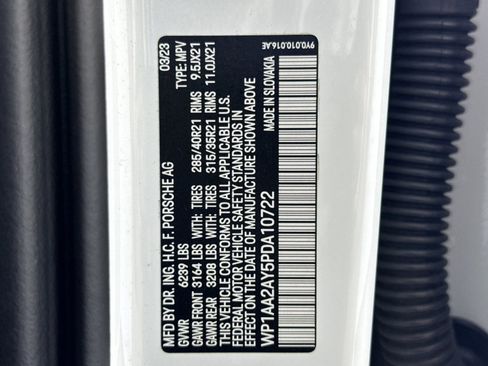 MFD BY DR. ING. H.C. F. PORSCHE AG 03/23
GVWR 6239 LBS TYPE: MPV
GAWR FRONT 3164 LBS WITH: TIRES 285/40R21 RIMS 9.5JX21
GAWR REAR 3208 LBS WITH: TIRES 315/35R21 RIMS 11.0JX21
THIS VEHICLE CONFORMS TO ALL APPLICABLE U.S.
FEDERAL MOTOR VEHICLE SAFETY STANDARDS IN
EFFECT ON THE DATE OF MANUFACTURE SHOWN ABOVE
WP1AA2AY5PDA10722 MADE IN SLOVAKIA
9Y0.010.016.AE